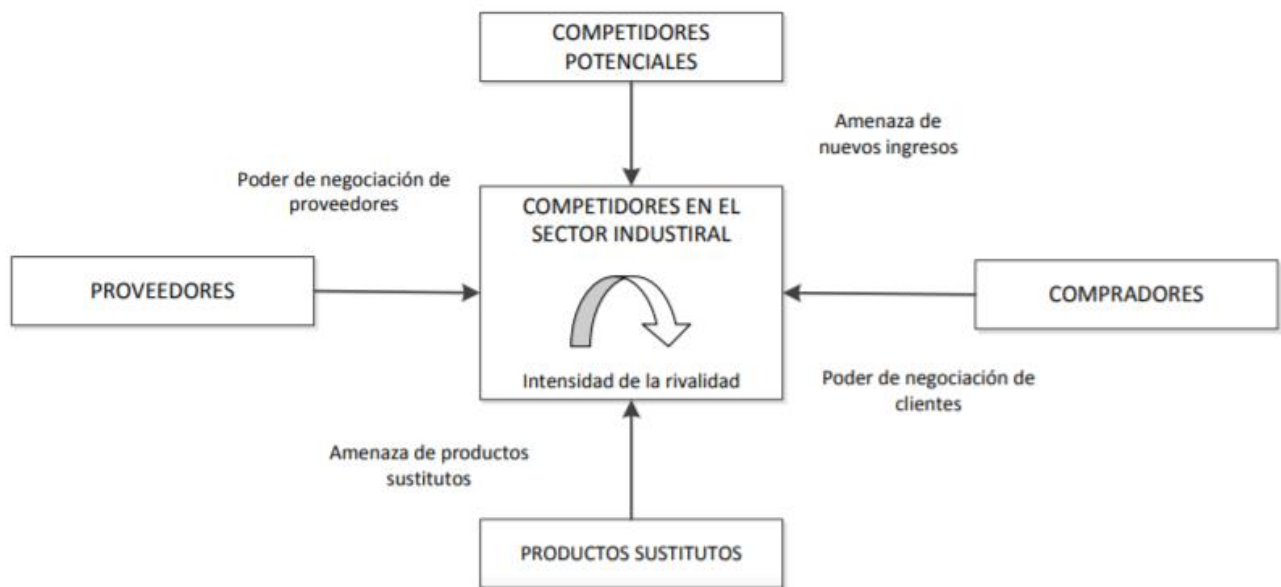 COMPETIDORES
POTENCIALES
Amenaza de
nuevos ingresos
Poder de negociación de
proveedores
COMPETIDORES EN EL
SECTOR INDUSTIRAL
PROVEEDORES
COMPRADORES
Intensidad de la rivalidad
Poder de negociación de
clientes
Amenaza de productos
sustitutos
PRODUCTOS SUSTITUTOS